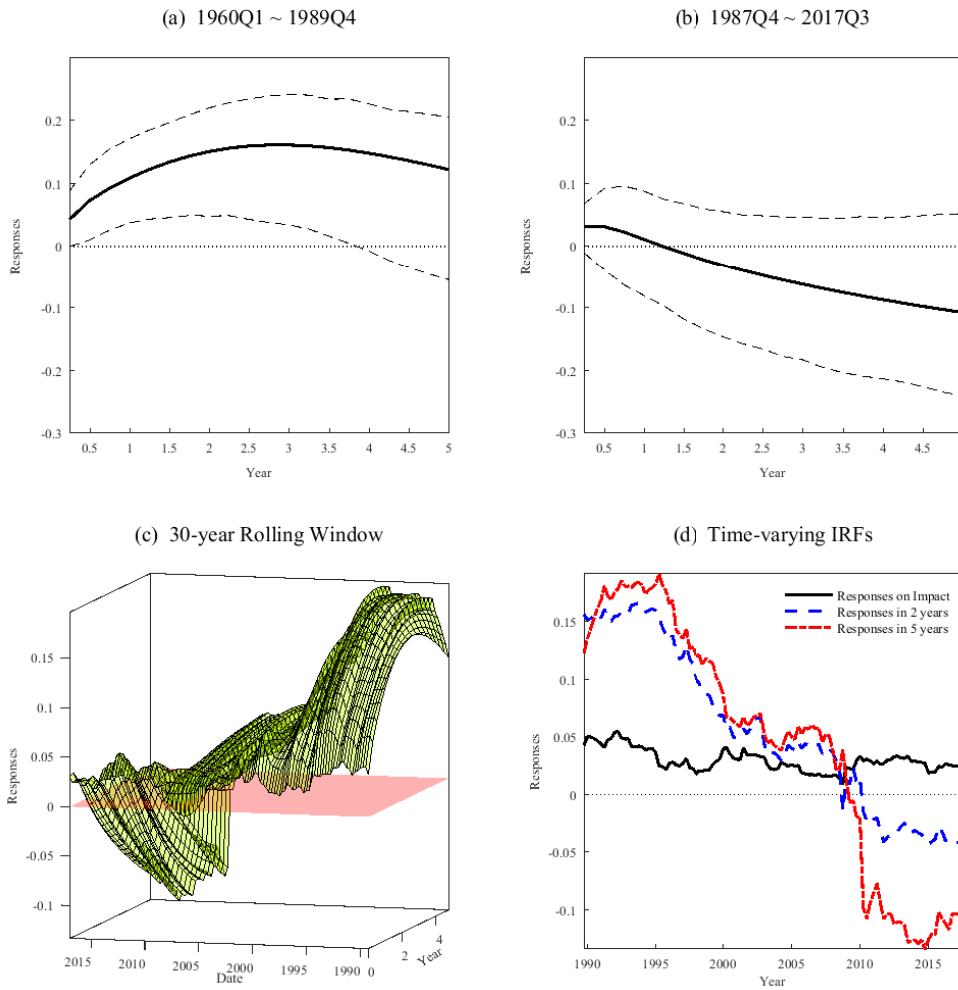 (a) 1960Q1 ~ 1989Q4
0.2
0.1
0
-0.1
-0.2
-0.3
Responses
0.5 1 1.5 2 2.5 3 3.5 4 4.5 5
Year
(b) 1987Q4 ~ 2017Q3
0.2
0.1
0
-0.1
-0.2
-0.3
Responses
0.5 1 1.5 2 2.5 3 3.5 4 4.5
Year
(c) 30-year Rolling Window
0.15
0.1
0.05
0
-0.05
-0.1
Responses
2015 2010 2005 2000 1995 1990
Date
0 2 4
Year
(d) Time-varying IRFs
Responses on Impact
Responses in 2 years
Responses in 5 years
0.15
0.1
0.05
0
-0.05
-0.1
Responses
1990 1995 2000 2005 2010 2015
Year